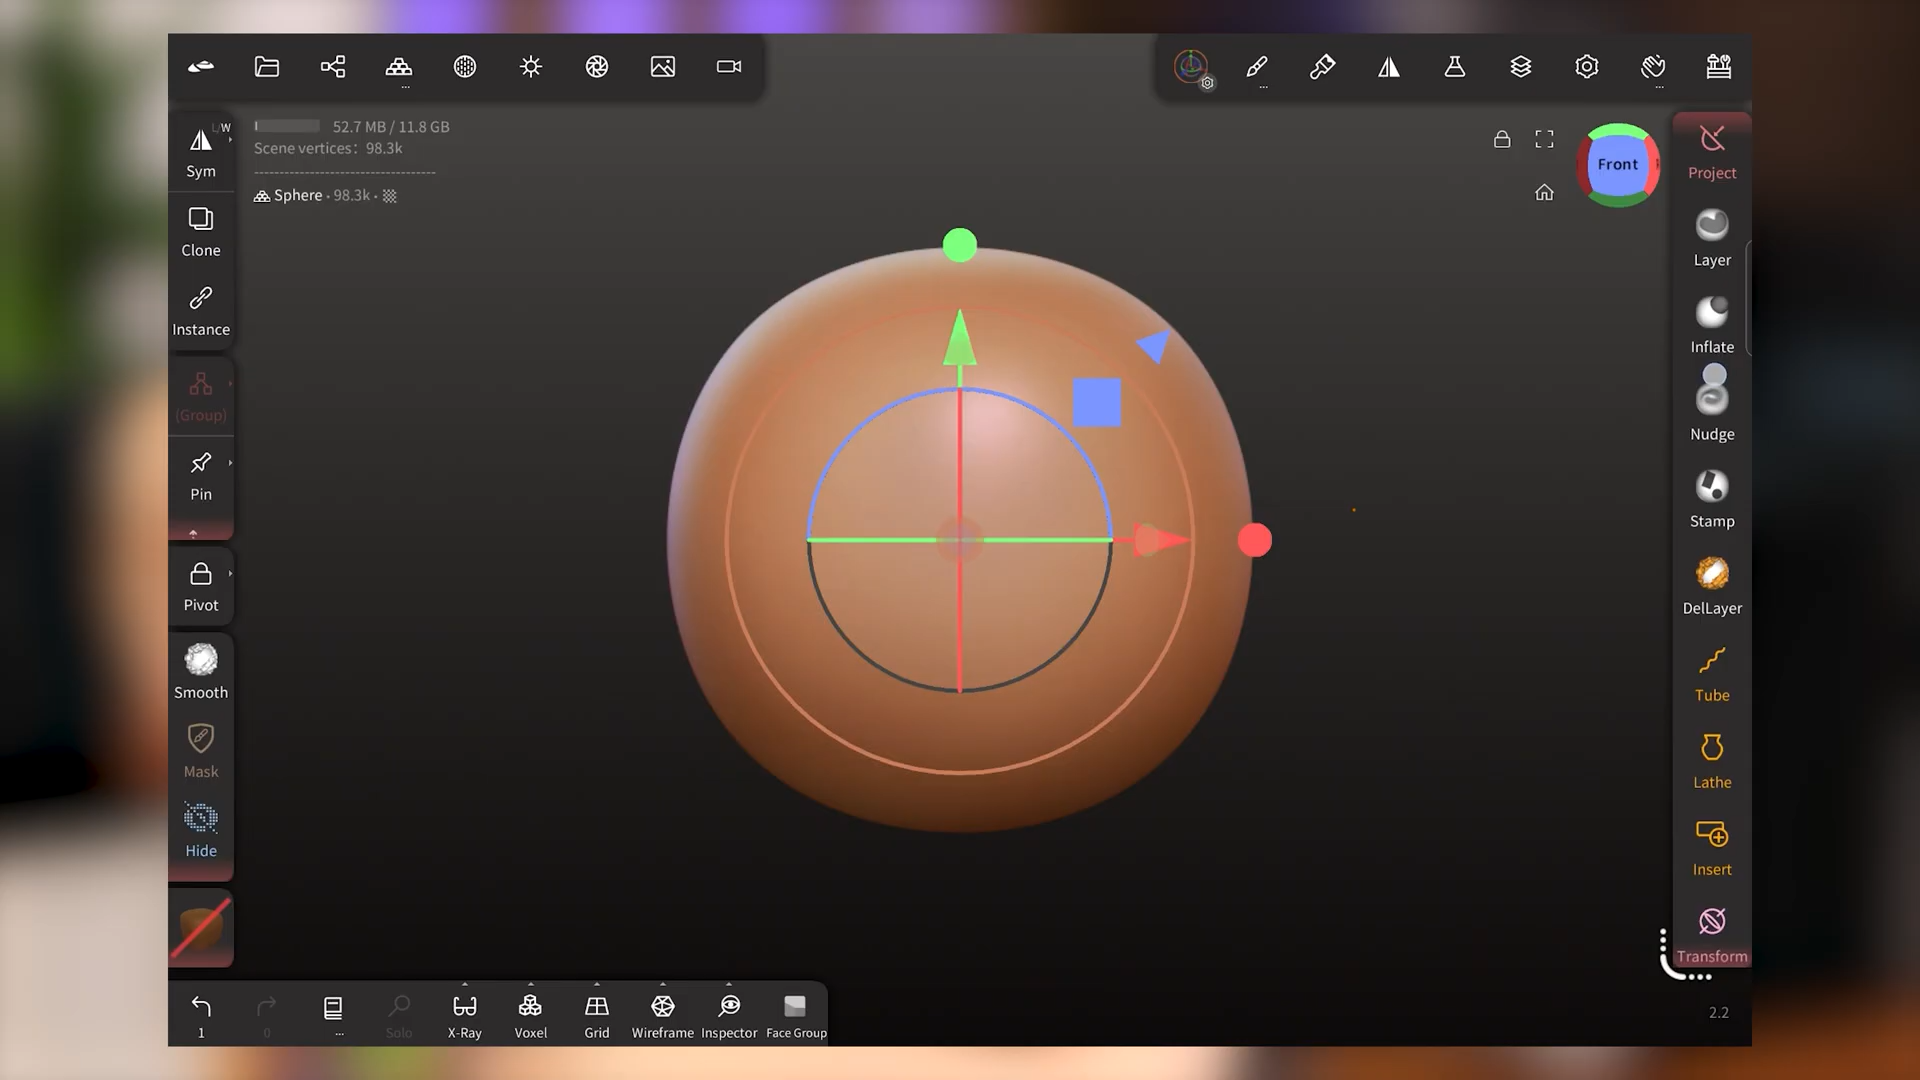 52.7 MB / 11.8 GB
Scene vertices: 98.3k
------------------------------------
Sphere • 98.3k •
L/W
Sym
Clone
Instance
(Group)
Pin
Pivot
Smooth
Mask
Hide
Front
Project
Layer
Inflate
Nudge
Stamp
DelLayer
Tube
Lathe
Insert
Transform
1
0
...
Solo
X-Ray
Voxel
Grid
Wireframe
Inspector
Face Group
2.2